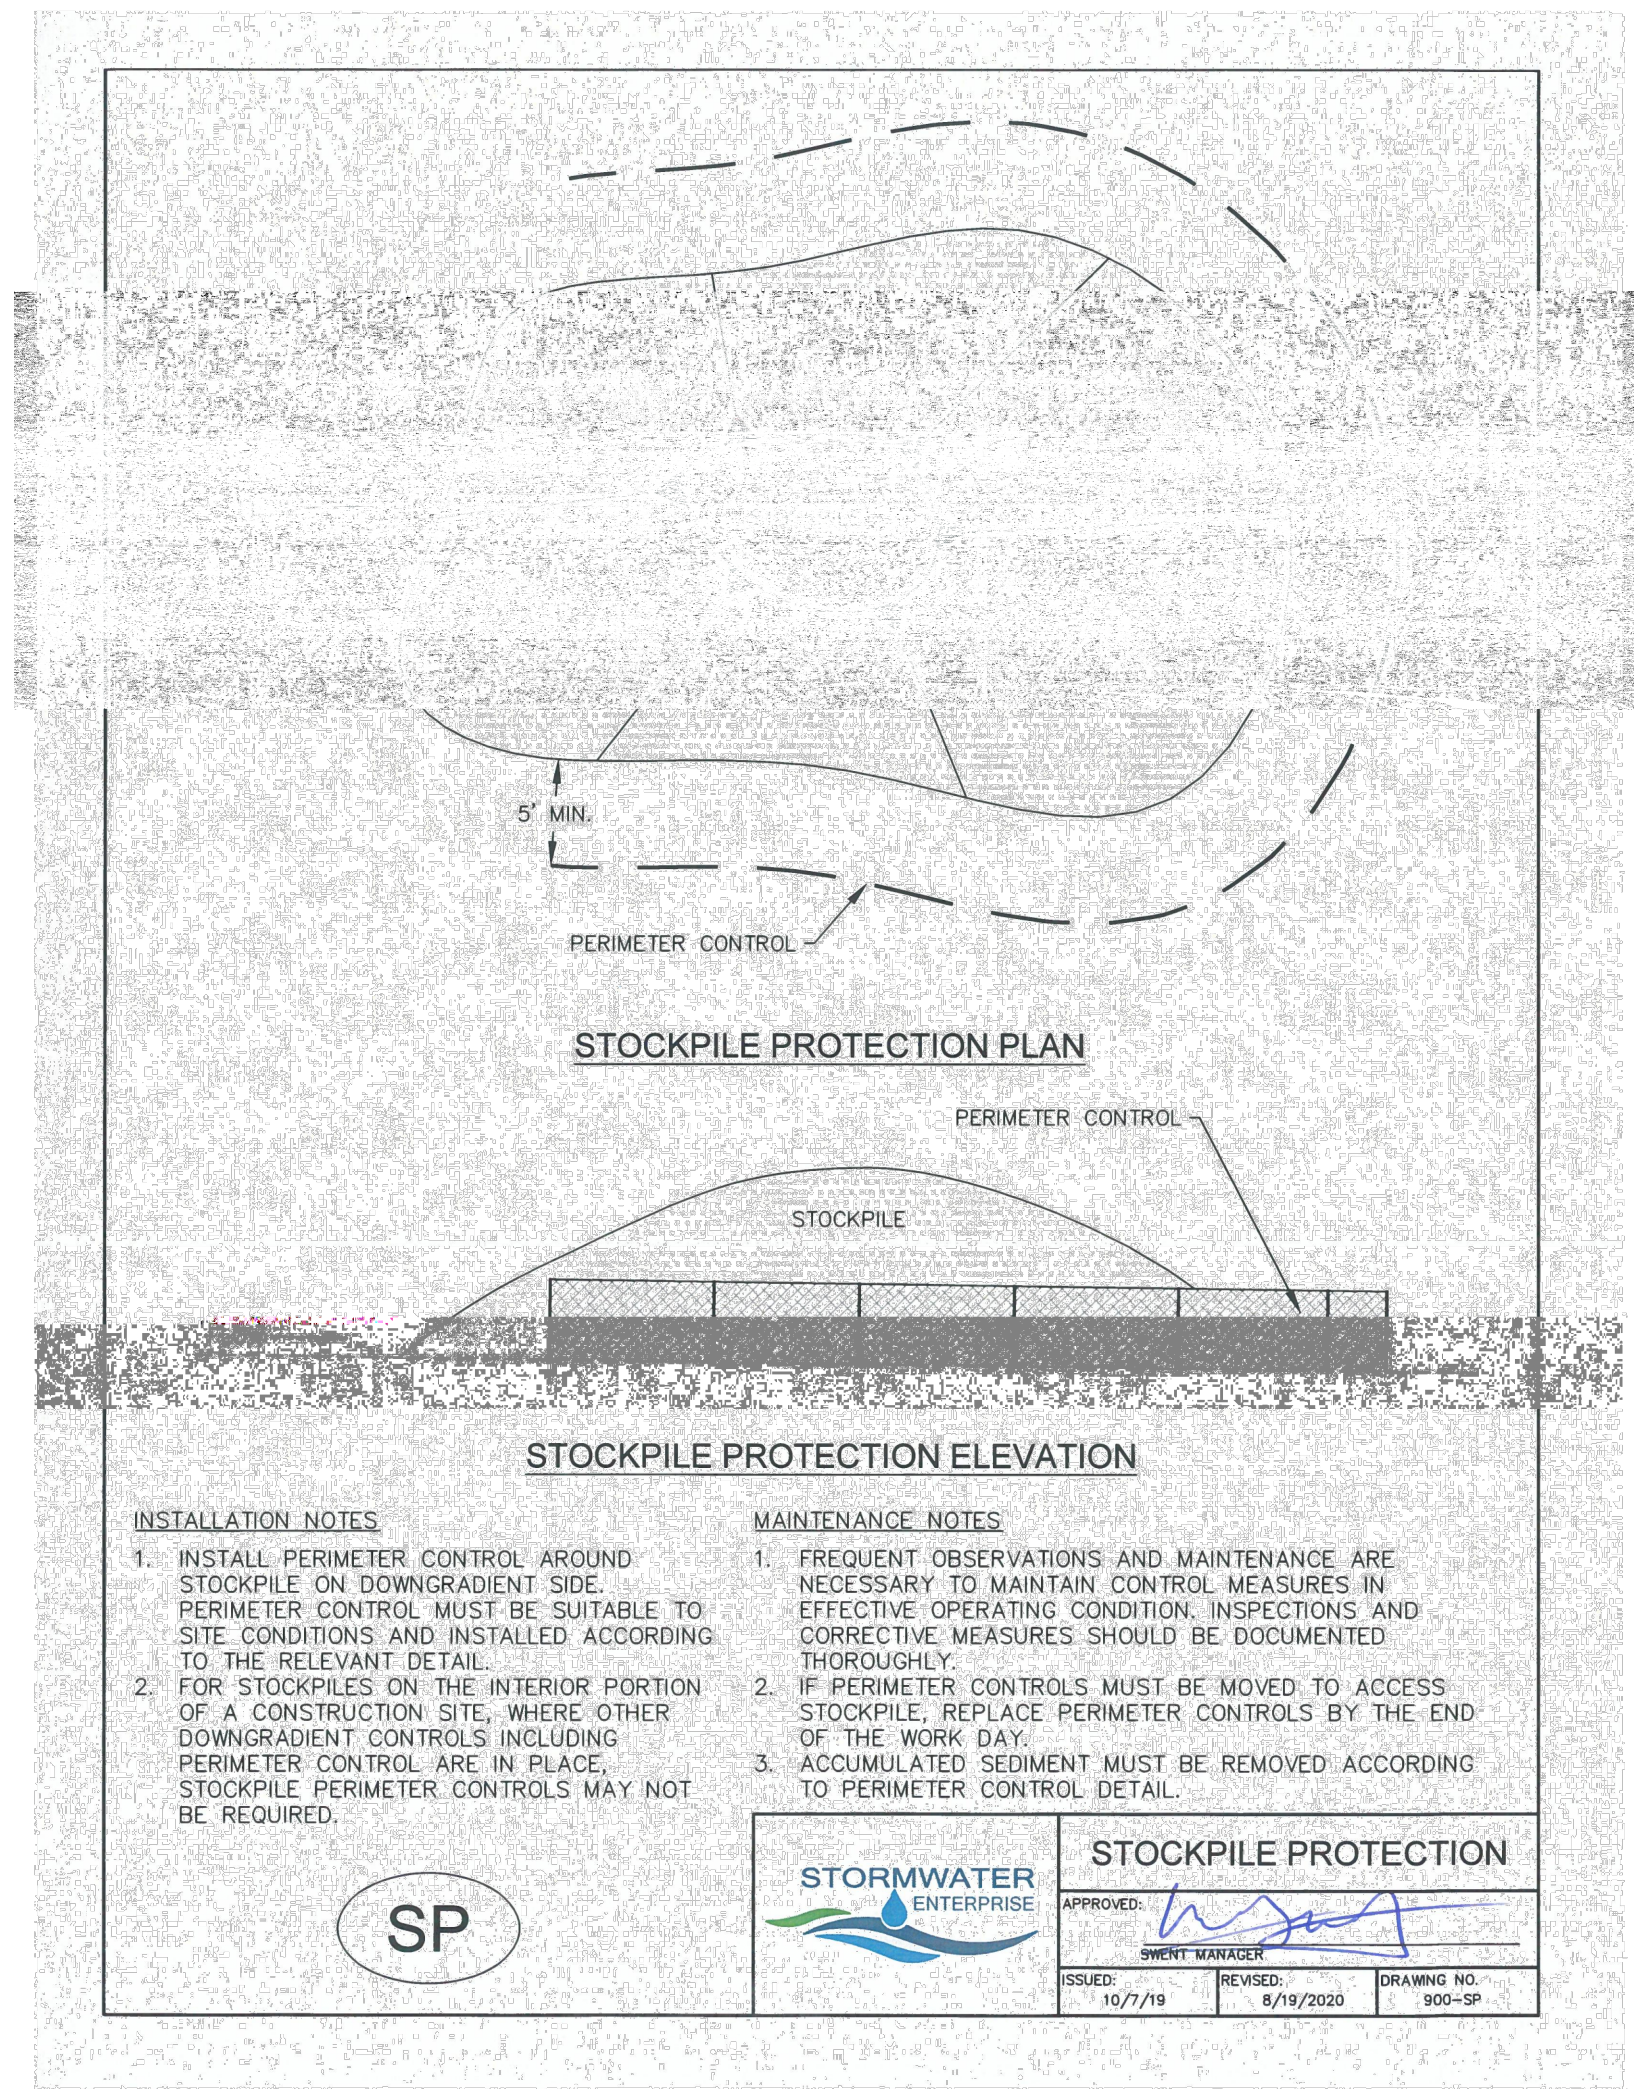 5' MIN.
PERIMETER CONTROL
STOCKPILE PROTECTION PLAN
PERIMETER CONTROL
STOCKPILE
STOCKPILE PROTECTION ELEVATION
INSTALLATION NOTES
1. INSTALL PERIMETER CONTROL AROUND
STOCKPILE ON DOWNGRADIENT SIDE.
PERIMETER CONTROL MUST BE SUITABLE TO
SITE CONDITIONS AND INSTALLED ACCORDING
TO THE RELEVANT DETAIL.
2. FOR STOCKPILES ON THE INTERIOR PORTION
OF A CONSTRUCTION SITE, WHERE OTHER
DOWNGRADIENT CONTROLS INCLUDING
PERIMETER CONTROL ARE IN PLACE,
STOCKPILE PERIMETER CONTROLS MAY NOT
BE REQUIRED.
MAINTENANCE NOTES
1. FREQUENT OBSERVATIONS AND MAINTENANCE ARE
NECESSARY TO MAINTAIN CONTROL MEASURES IN
EFFECTIVE OPERATING CONDITION. INSPECTIONS AND
CORRECTIVE MEASURES SHOULD BE DOCUMENTED
THOROUGHLY.
2. IF PERIMETER CONTROLS MUST BE MOVED TO ACCESS
STOCKPILE, REPLACE PERIMETER CONTROLS BY THE END
OF THE WORK DAY.
3. ACCUMULATED SEDIMENT MUST BE REMOVED ACCORDING
TO PERIMETER CONTROL DETAIL.
SP
STORMWATER
ENTERPRISE
STOCKPILE PROTECTION
APPROVED:
SWENT MANAGER
ISSUED:
10/7/19
REVISED:
8/19/2020
DRAWING NO.
900-SP